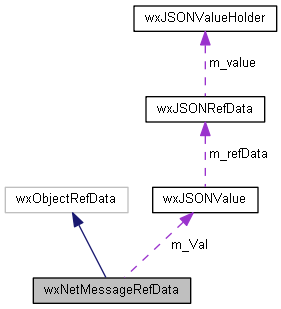 wxJSONValueHolder
m_value
wxJSONRefData
m_refData
wxObjectRefData
wxJSONValue
m_Val
wxNetMessageRefData